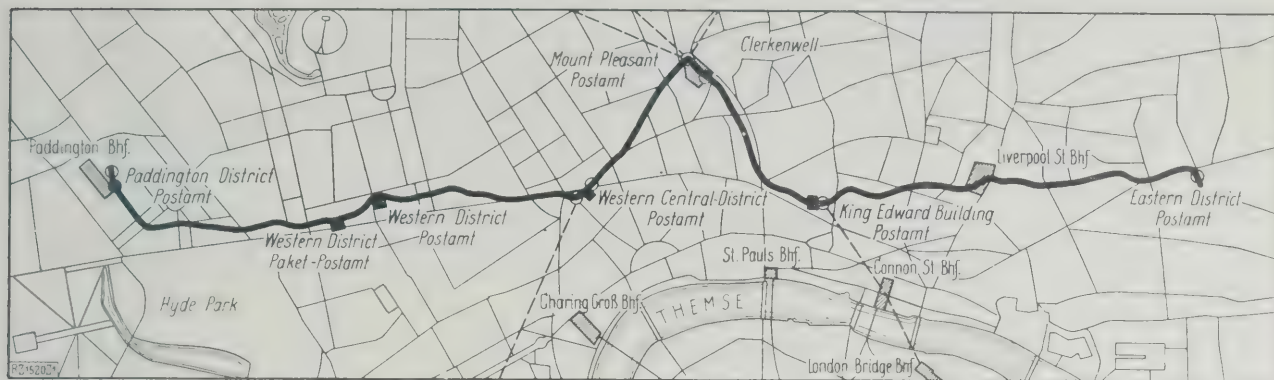 Mount Pleasant
Postamt
Clerkenwell
Paddington Bhf.
Paddington District
Postamt
Western District
Paket-Postamt
Western District
Postamt
Western Central-District
Postamt
King Edward Building
Postamt
Liverpool St Bhf
Eastern District
Postamt
Hyde Park
Charing Croß Bhf.
St. Pauls Bhf.
Cannon St Bhf.
THEMSE
London Bridge Bhf.